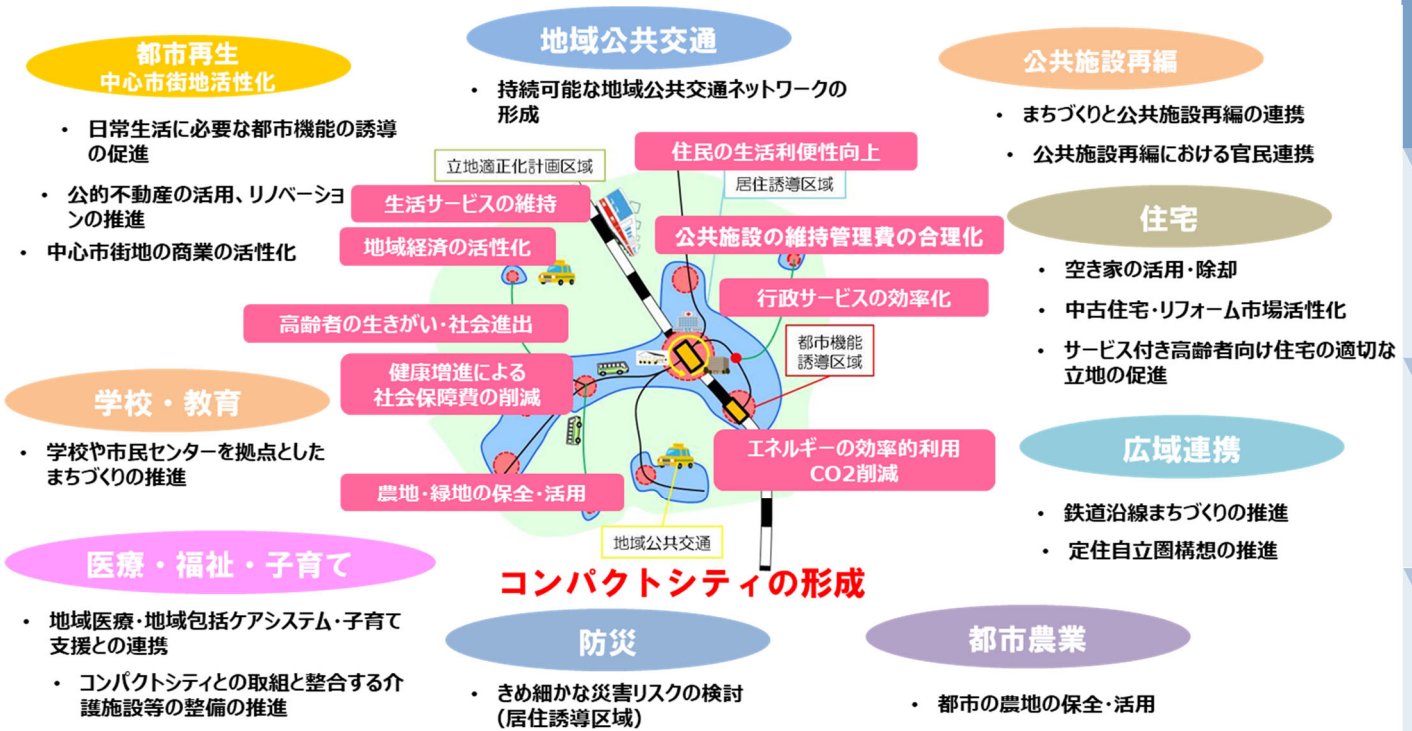 都市再生
中心市街地活性化
・ 日常生活に必要な都市機能の誘導
の促進
・ 公的不動産の活用、リノベーショ
ンの推進
・ 中心市街地の商業の活性化
地域公共交通
・ 持続可能な地域公共交通ネットワークの
形成
公共施設再編
・ まちづくりと公共施設再編の連携
・ 公共施設再編における官民連携
住宅
・ 空き家の活用・除却
・ 中古住宅・リフォーム市場活性化
・ サービス付き高齢者向け住宅の適切な
立地の促進
広域連携
・ 鉄道沿線まちづくりの推進
・ 定住自立圏構想の推進
立地適正化計画区域
住民の生活利便性向上
居住誘導区域
生活サービスの維持
公共施設の維持管理費の合理化
地域経済の活性化
行政サービスの効率化
高齢者の生きがい・社会進出
都市機能
誘導区域
健康増進による
社会保障費の削減
エネルギーの効率的利用
CO2削減
農地・緑地の保全・活用
地域公共交通
コンパクトシティの形成
学校・教育
・ 学校や市民センターを拠点とした
まちづくりの推進
医療・福祉・子育て
・ 地域医療・地域包括ケアシステム・子育て
支援との連携
・ コンパクトシティとの取組と整合する介
護施設等の整備の推進
防災
・ きめ細かな災害リスクの検討
(居住誘導区域)
都市農業
・ 都市の農地の保全・活用